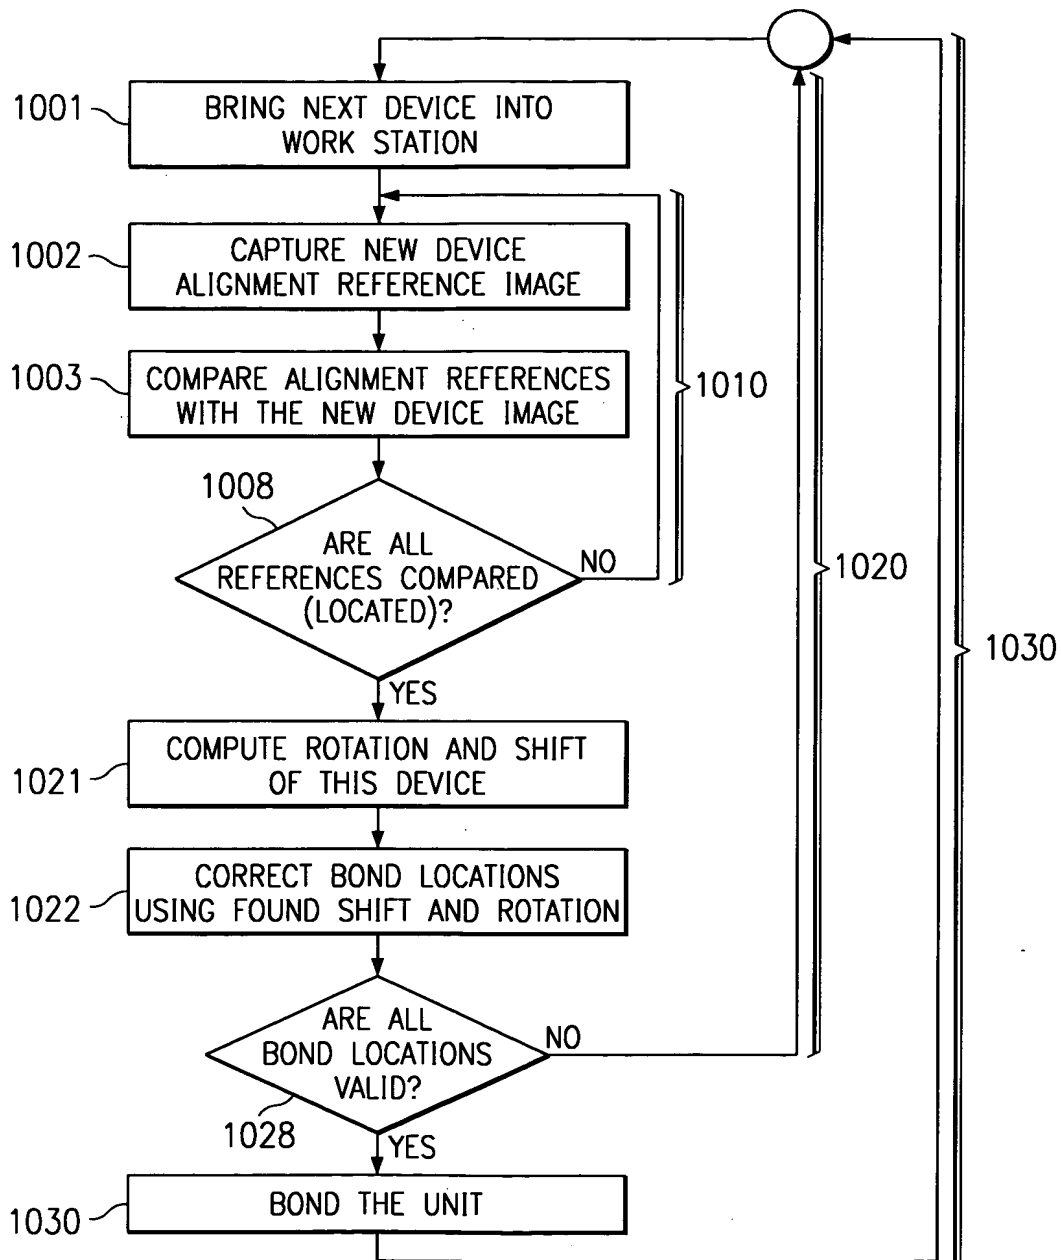 1001
BRING NEXT DEVICE INTO
WORK STATION
1002
CAPTURE NEW DEVICE
ALIGNMENT REFERENCE IMAGE
1003
COMPARE ALIGNMENT REFERENCES
WITH THE NEW DEVICE IMAGE
1010
1008
ARE ALL
REFERENCES COMPARED
(LOCATED)?
NO
1020
1030
YES
1021
COMPUTE ROTATION AND SHIFT
OF THIS DEVICE
1022
CORRECT BOND LOCATIONS
USING FOUND SHIFT AND ROTATION
ARE ALL
BOND LOCATIONS
VALID?
NO
1028
YES
1030
BOND THE UNIT